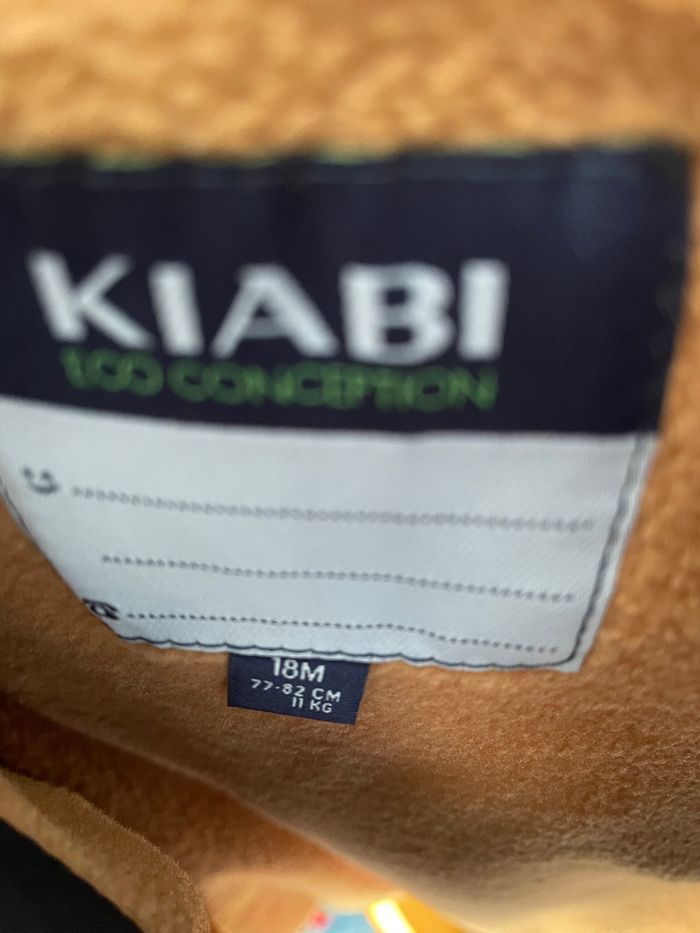 KIABI
ECO CONCEPTION
18M
77-82 CM
11 KG